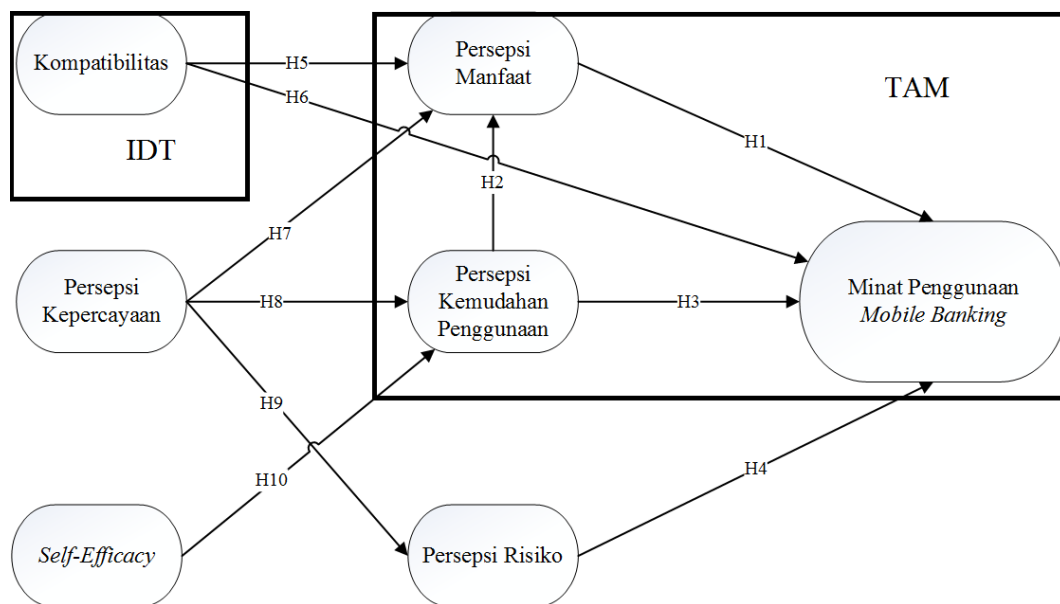 Kompatibilitas
IDT
H5
H6
Persepsi
Manfaat
TAM
H1
H2
H7
Persepsi
Kepercayaan
H8
Persepsi
Kemudahan
Penggunaan
H3
Minat Penggunaan
Mobile Banking
H9
H10
H4
Self-Efficacy
Persepsi Risiko